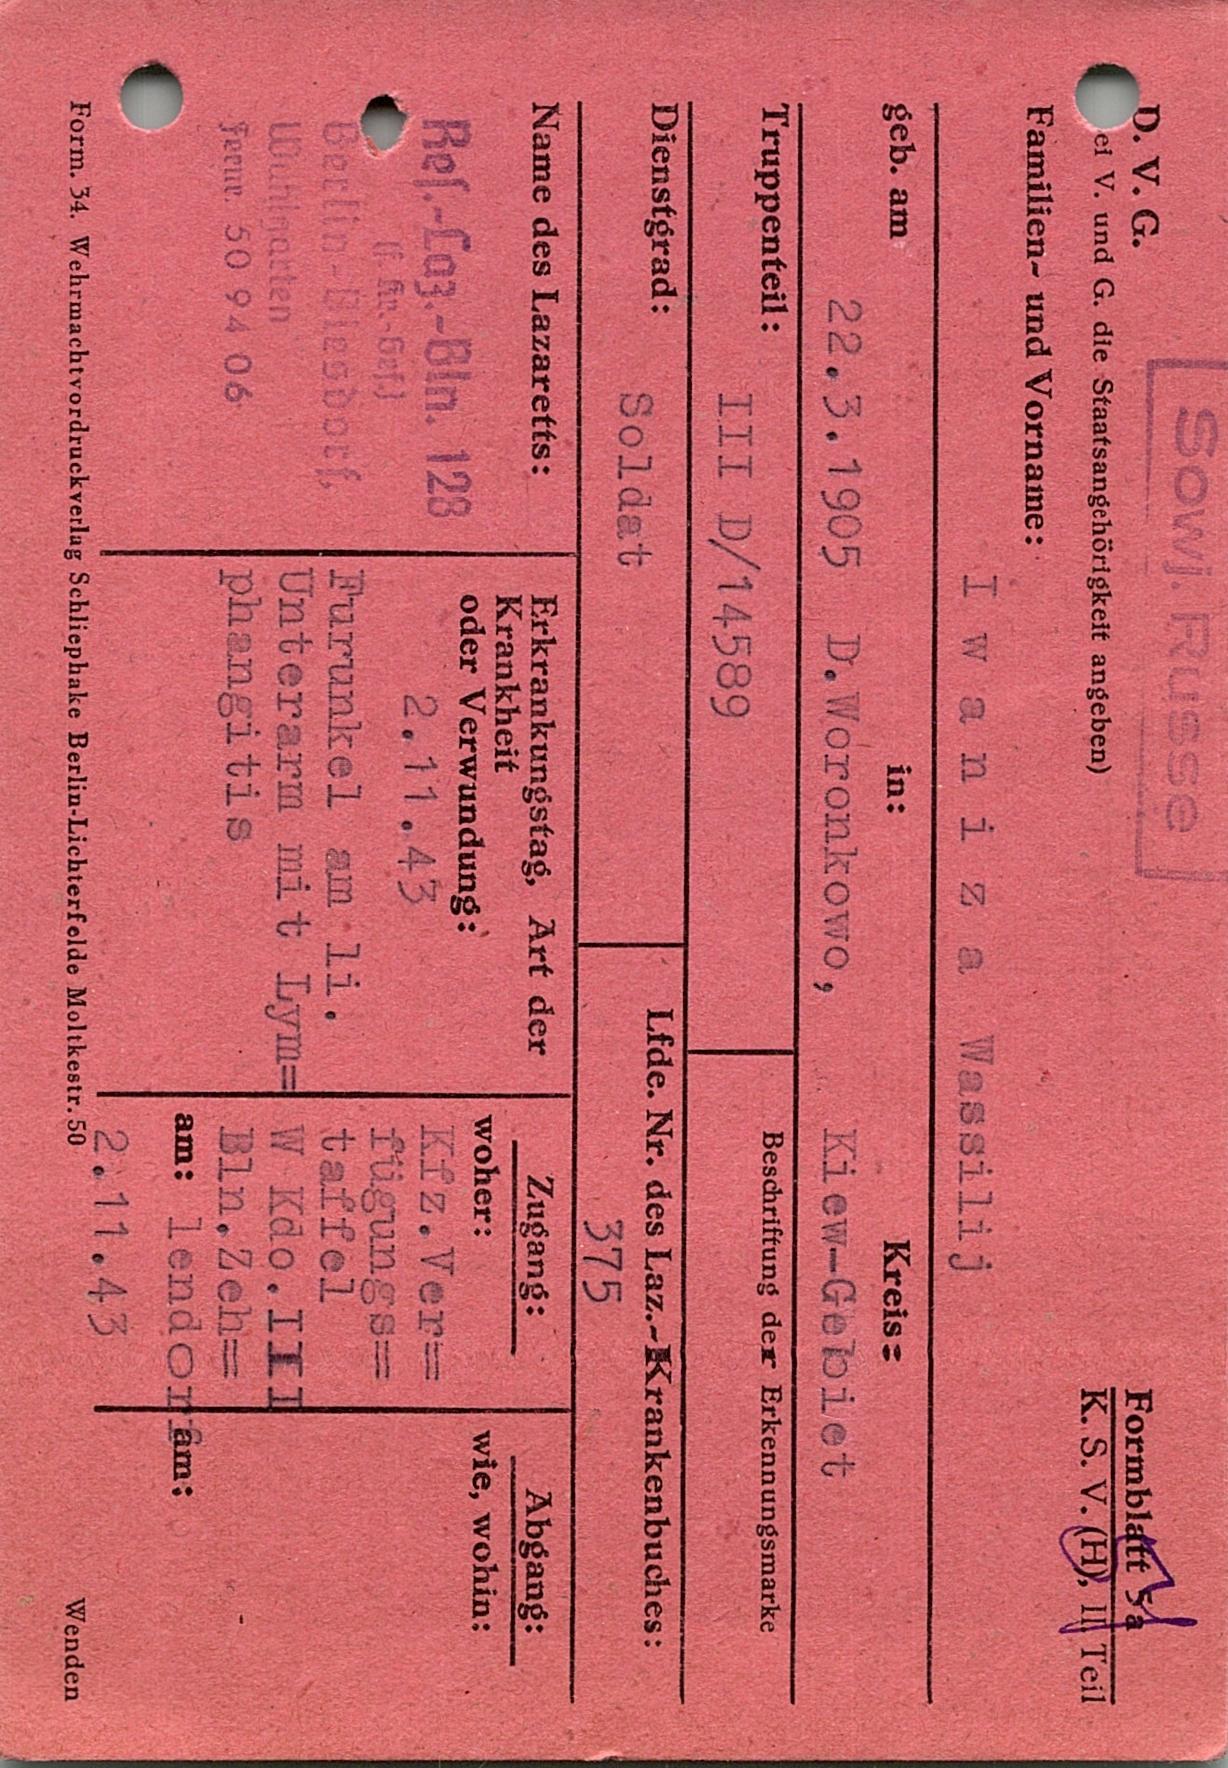 Sowj. Russe
D. V. G.
Formblatt 5a
ei V. und G. die Staatsangehörigkeit angeben)
K. S. V. (H), II Teil
Familien- und Vorname:
Iwaniza Wassilij
geb. am in: Kreis:
22.3.1905 D.Woronkowo, Kiew-Gebiet
Truppenteil: Beschriftung der Erkennungsmarke
III D/14589
Dienstgrad: Lfde. Nr. des Laz.-Krankenbuches:
Soldat 375
Name des Lazaretts:
Res.-Laz.-Bln. 128
Berlin-Biesdorf,
Wuhlgarten
50 94 06
Erkrankungstag, Art der
Krankheit
oder Verwundung:
2.11.43
Furunkel am li.
Unterarm mit Lym=
phangitis
Zugang:
woher:
Kfz.Ver=
fügungs=
taffel
W Kdo.III
Bln.Zeh=
am: lendorf
2.11.43
Abgang:
wie, wohin:
am:
Form. 34. Wehrmachtvordruckverlag Schliephake Berlin-Lichterfelde Moltkestr. 50
Wenden